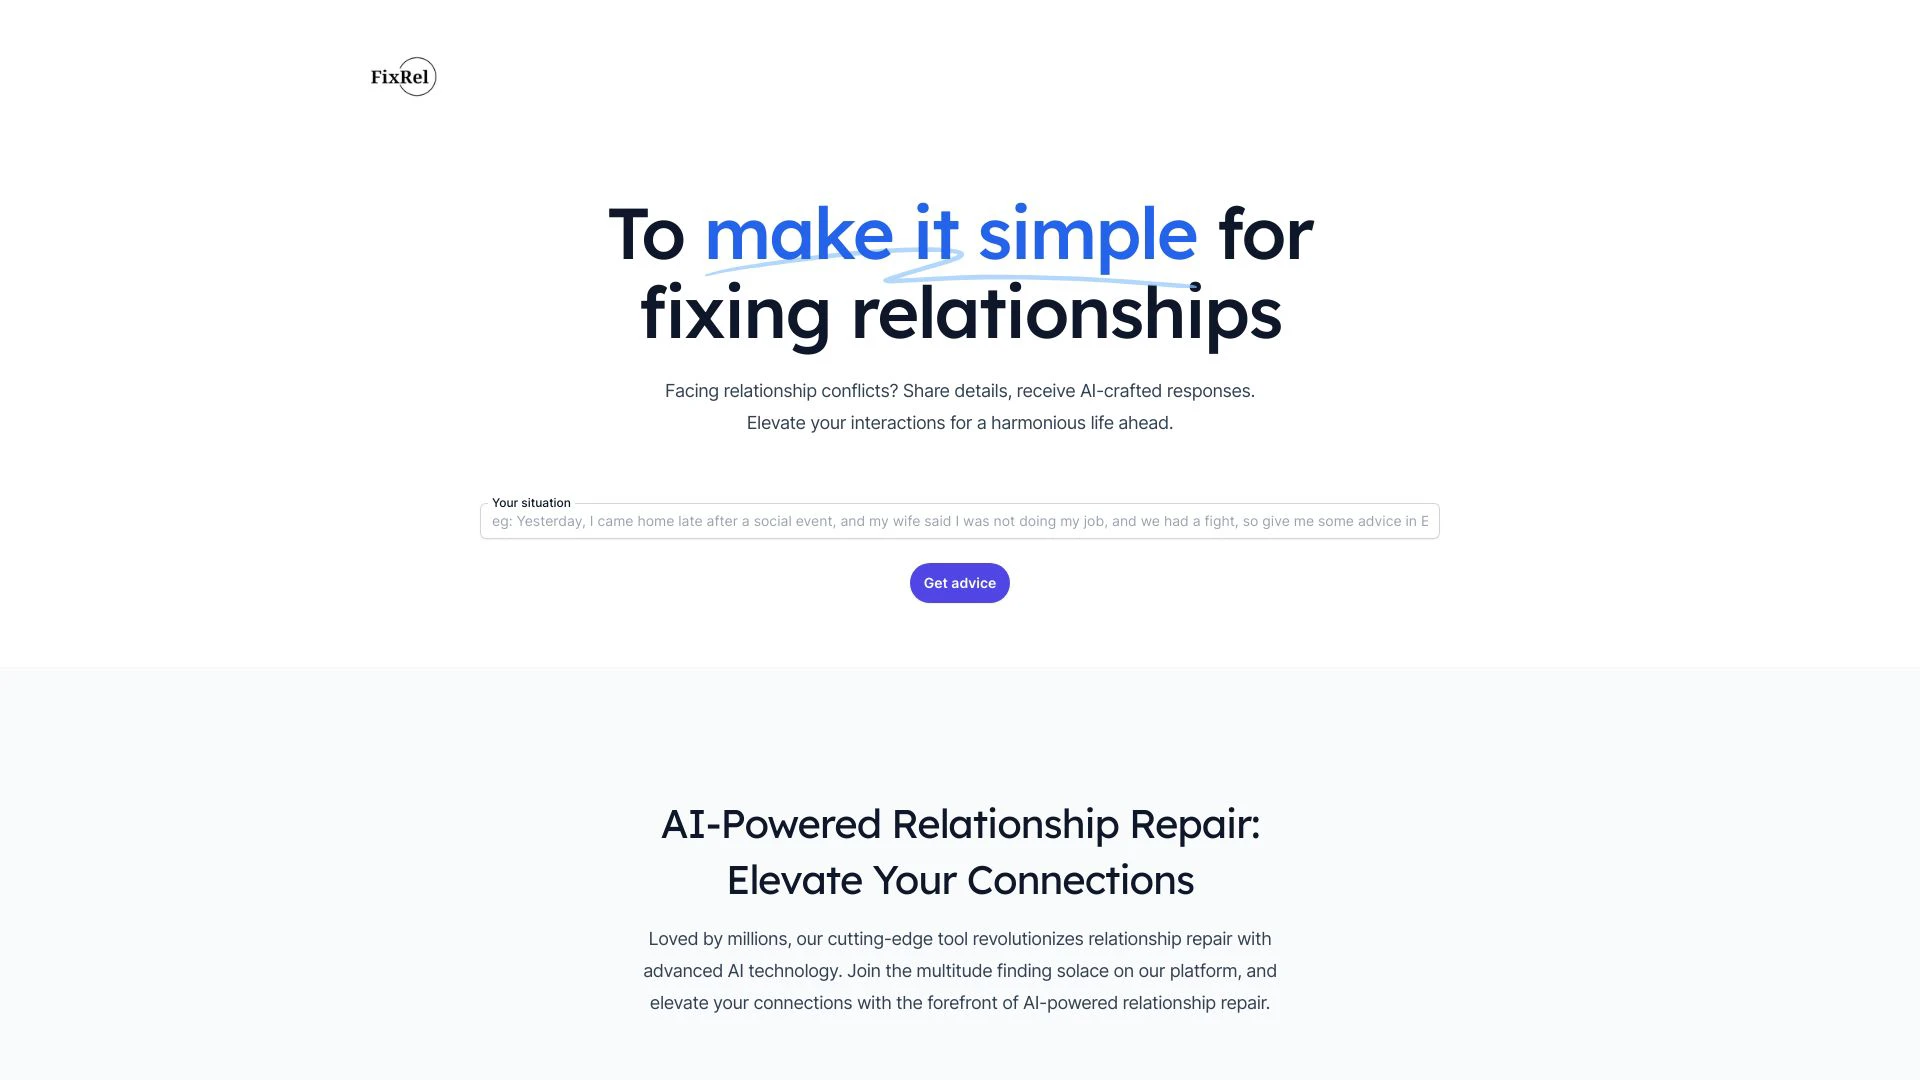 FixRel
To make it simple for
fixing relationships
Facing relationship conflicts? Share details, receive AI-crafted responses.
Elevate your interactions for a harmonious life ahead.
Your situation
eg: Yesterday, I came home late after a social event, and my wife said I was not doing my job, and we had a fight, so give me some advice in E
Get advice
AI-Powered Relationship Repair:
Elevate Your Connections
Loved by millions, our cutting-edge tool revolutionizes relationship repair with
advanced AI technology. Join the multitude finding solace on our platform, and
elevate your connections with the forefront of AI-powered relationship repair.